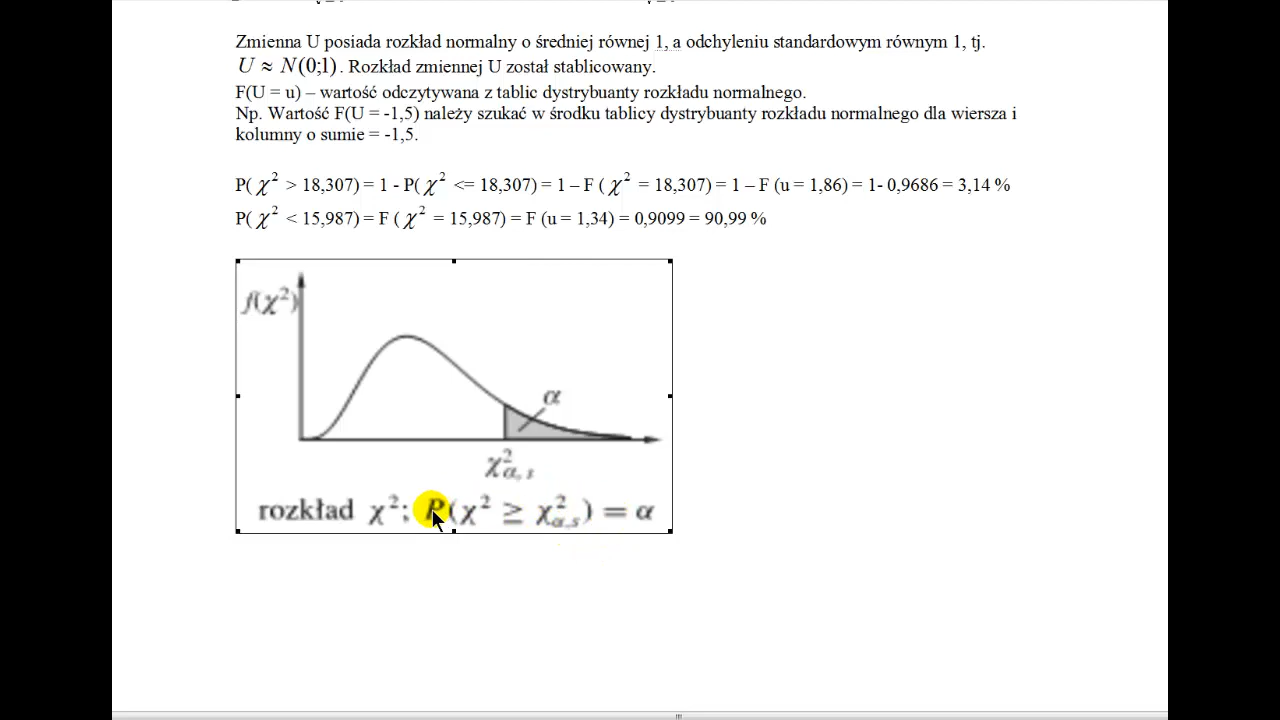 Zmienna U posiada rozkład normalny o średniej równej 1, a odchyleniu standardowym równym 1, tj.
U ≈ N(0;1). Rozkład zmiennej U został stablicowany.
F(U = u) – wartość odczytywana z tablic dystrybuanty rozkładu normalnego.
Np. Wartość F(U = -1,5) należy szukać w środku tablicy dystrybuanty rozkładu normalnego dla wiersza i
kolumny o sumie = -1,5.
P( χ² > 18,307) = 1 - P( χ² <= 18,307) = 1 – F ( χ² = 18,307) = 1 – F (u = 1,86) = 1- 0,9686 = 3,14 %
P( χ² < 15,987) = F ( χ² = 15,987) = F (u = 1,34) = 0,9099 = 90,99 %
f(χ²)
α
χ²α,s
rozkład χ²; P(χ² ≥ χ²α,s) = α